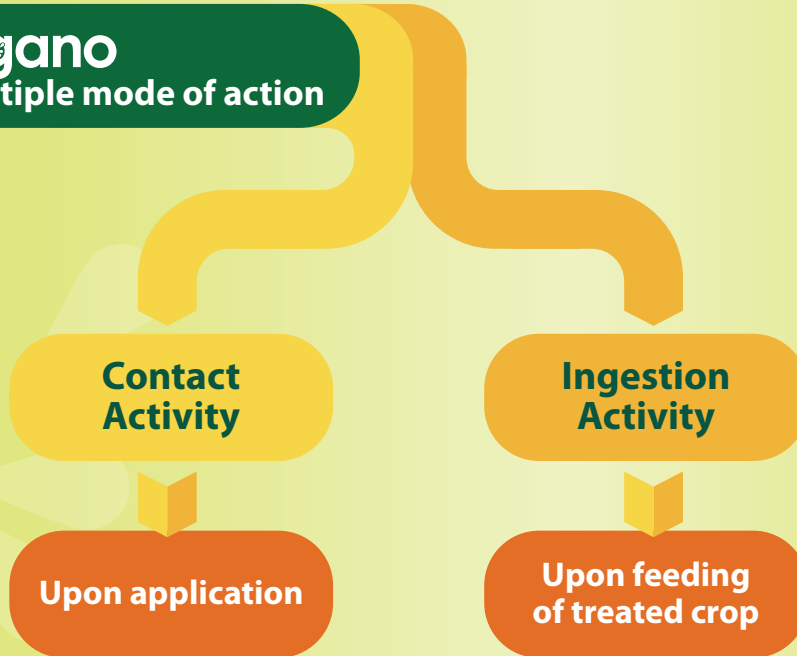 gano
tiple mode of action
Contact
Activity
Ingestion
Activity
Upon application
Upon feeding
of treated crop